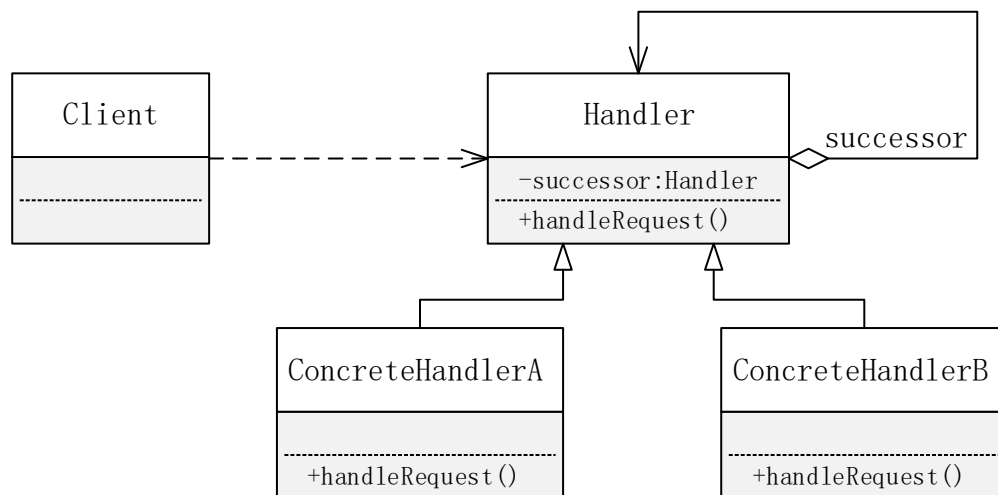 Client
Handler
successor
-successor:Handler
+handleRequest()
ConcreteHandlerA
ConcreteHandlerB
+handleRequest()
+handleRequest()